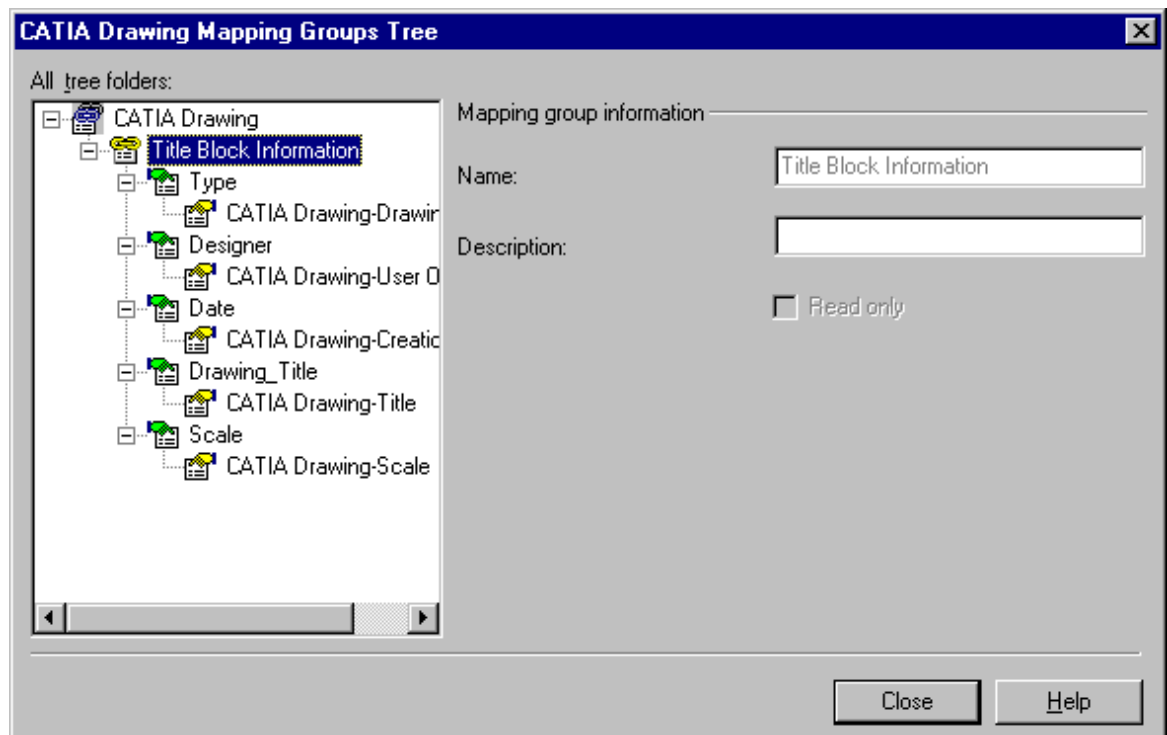 CATIA Drawing Mapping Groups Tree
All tree folders:
CATIA Drawing
Title Block Information
Type
CATIA Drawing-Drawin
Designer
CATIA Drawing-User O
Date
CATIA Drawing-Creatio
Drawing_Title
CATIA Drawing-Title
Scale
CATIA Drawing-Scale
Mapping group information
Name:
Title Block Information
Description:
Read only
Close
Help